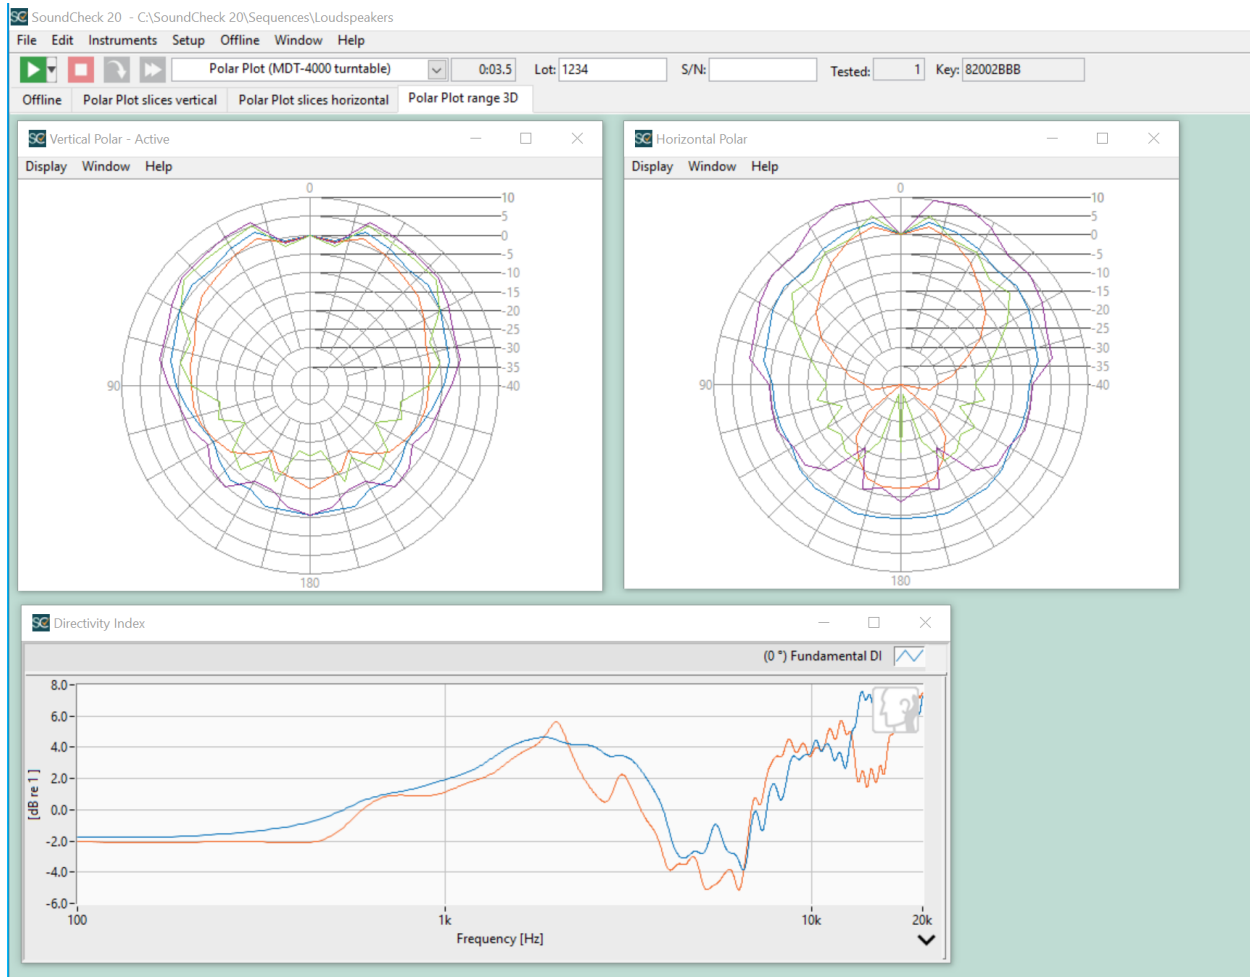 SC SoundCheck 20 - C:\SoundCheck 20\Sequences\Loudspeakers
File Edit Instruments Setup Offline Window Help
Polar Plot (MDT-4000 turntable) 0:03.5 Lot: 1234 S/N: Tested: 1 Key: 82002BBB
Offline Polar Plot slices vertical Polar Plot slices horizontal Polar Plot range 3D
SC Vertical Polar - Active
Display Window Help
0
10
5
0
-5
-10
-15
-20
-25
-30
-35
90
-40
180
SC Horizontal Polar
Display Window Help
0
10
5
0
-5
-10
-15
-20
-25
-30
-35
90
-40
180
SC Directivity Index
(0 °) Fundamental DI
8.0
6.0
4.0
2.0
0.0
-2.0
-4.0
-6.0
[dB re 1 ]
100 1k 10k 20k
Frequency [Hz]